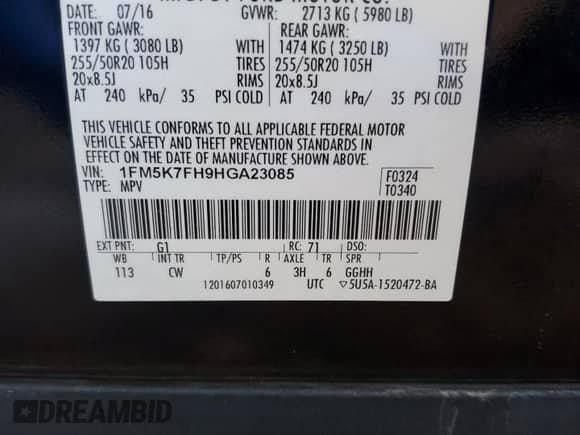 DATE: 07/16 GVWR: 2713 KG ( 5980 LB)
FRONT GAWR: REAR GAWR:
1397 KG ( 3080 LB) WITH 1474 KG ( 3250 LB) WITH
255/50R20 105H TIRES 255/50R20 105H TIRES
20x8.5J RIMS 20x8.5J RIMS
AT 240 kPa/ 35 PSI COLD AT 240 kPa/ 35 PSI COLD
THIS VEHICLE CONFORMS TO ALL APPLICABLE FEDERAL MOTOR
VEHICLE SAFETY AND THEFT PREVENTION STANDARDS IN
EFFECT ON THE DATE OF MANUFACTURE SHOWN ABOVE.
VIN: 1FM5K7FH9HGA23085 F0324
TYPE: MPV T0340
EXT PNT: G1 RC: 71 DSO:
WB INT TR TP/PS R AXLE TR SPR
113 CW 6 3H 6 GGHH
1201607010349 UTC ▽5U5A-1520472-BA
DREAMBID